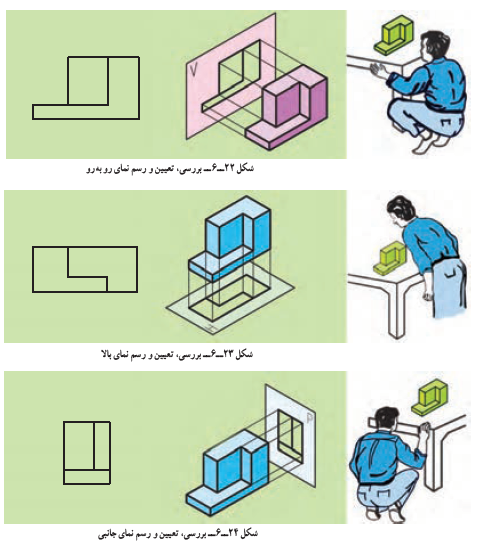 V
شکل ۲۲ـ۶ـ بررسی، تعیین و رسم نمای رو به‌رو
H
شکل ۲۳ـ۶ـ بررسی، تعیین و رسم نمای بالا
P
شکل ۲۴ـ۶ـ بررسی، تعیین و رسم نمای جانبی